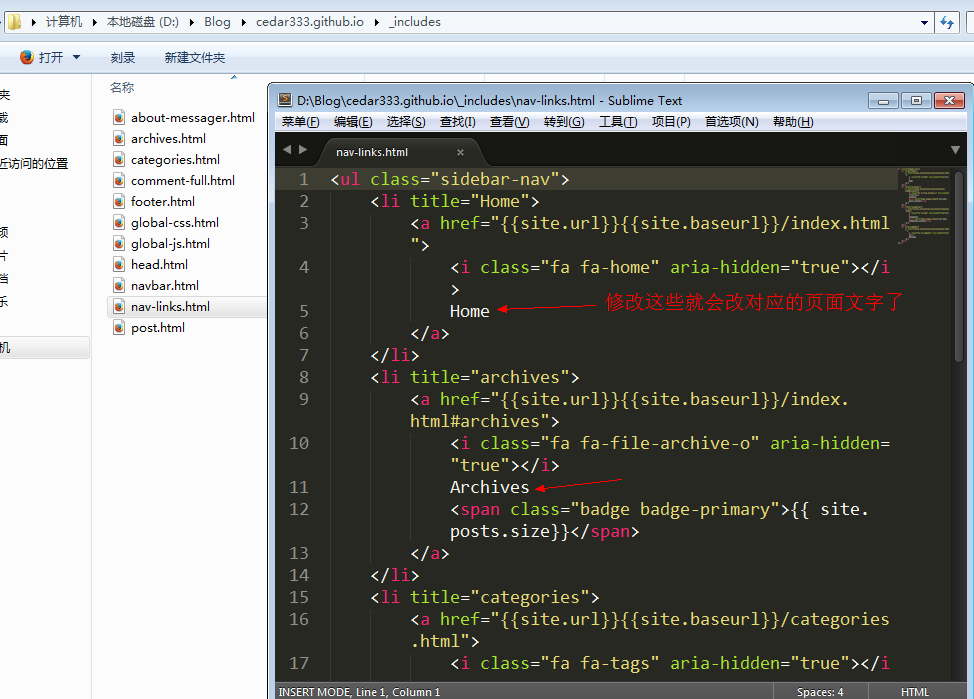 计算机 ▸ 本地磁盘 (D:) ▸ Blog ▸ cedar333.github.io ▸ _includes
打开 刻录 新建文件夹
名称
近访问的位置
about-messager.html
archives.html
categories.html
comment-full.html
footer.html
global-css.html
global-js.html
head.html
navbar.html
nav-links.html
post.html
D:\Blog\cedar333.github.io\_includes\nav-links.html - Sublime Text
菜单(F) 编辑(E) 选择(S) 查找(I) 查看(V) 转到(G) 工具(T) 项目(P) 首选项(N) 帮助(H)
nav-links.html
1 <ul class="sidebar-nav">
2 <li title="Home">
3 <a href="{{site.url}}{{site.baseurl}}/index.html
">
4 <i class="fa fa-home" aria-hidden="true"></i
>
5 Home 修改这些就会改对应的页面文字了
6 </a>
7 </li>
8 <li title="archives">
9 <a href="{{site.url}}{{site.baseurl}}/index.
html#archives">
10 <i class="fa fa-file-archive-o" aria-hidden=
"true"></i>
11 Archives
12 <span class="badge badge-primary">{{ site.
posts.size}}</span>
13 </a>
14 </li>
15 <li title="categories">
16 <a href="{{site.url}}{{site.baseurl}}/categories
.html">
17 <i class="fa fa-tags" aria-hidden="true"></i
INSERT MODE, Line 1, Column 1 Spaces: 4 HTML